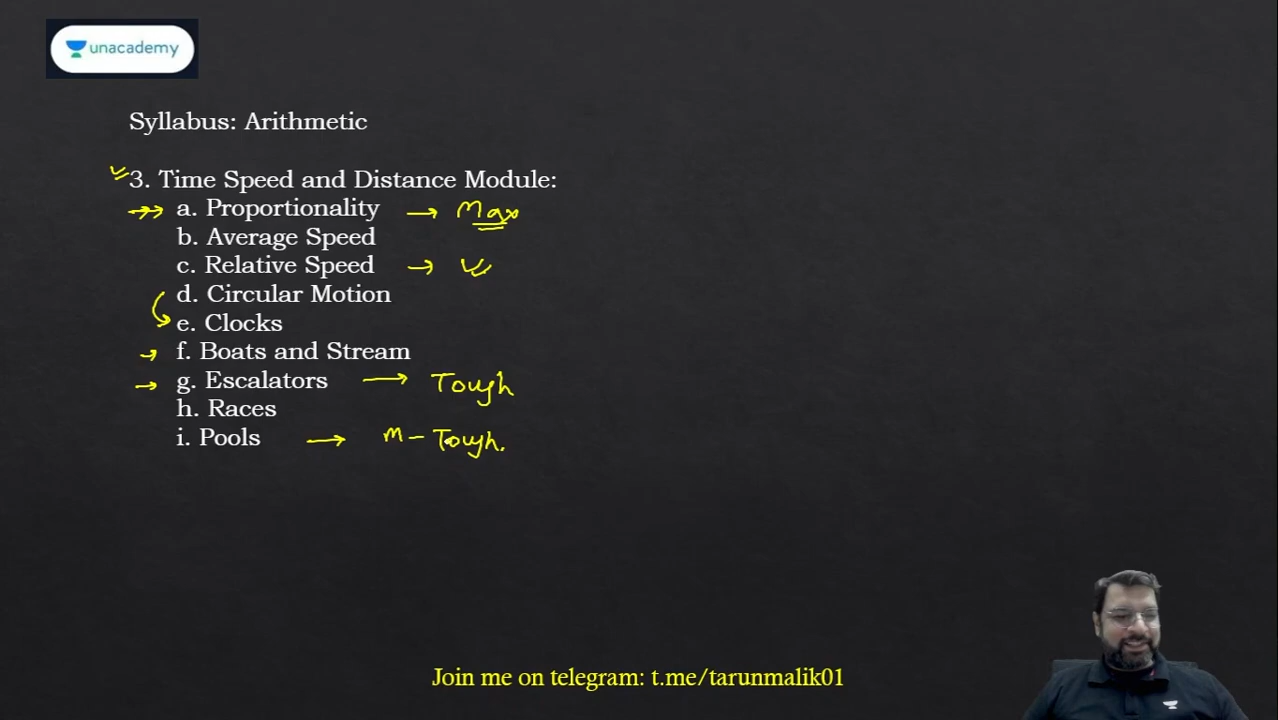 unacademy
Syllabus: Arithmetic
3. Time Speed and Distance Module:
a. Proportionality → Max
b. Average Speed
c. Relative Speed →
d. Circular Motion
e. Clocks
f. Boats and Stream
g. Escalators → Tough
h. Races
i. Pools → M - Tough.
Join me on telegram: t.me/tarunmalik01